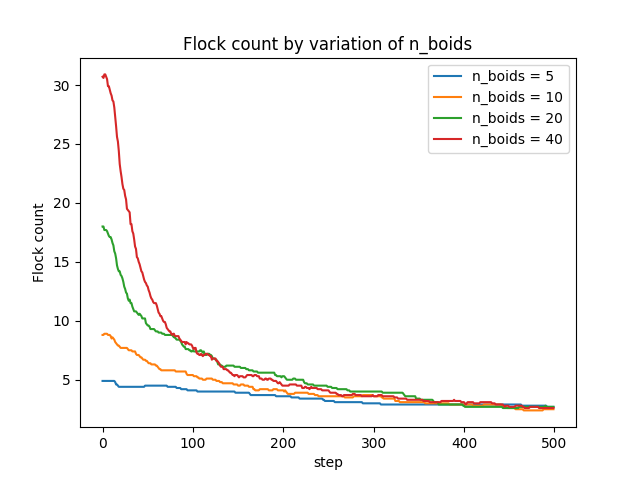 Flock count by variation of n_boids
n_boids = 5
n_boids = 10
n_boids = 20
n_boids = 40
Flock count
30
25
20
15
10
5
0 100 200 300 400 500
step